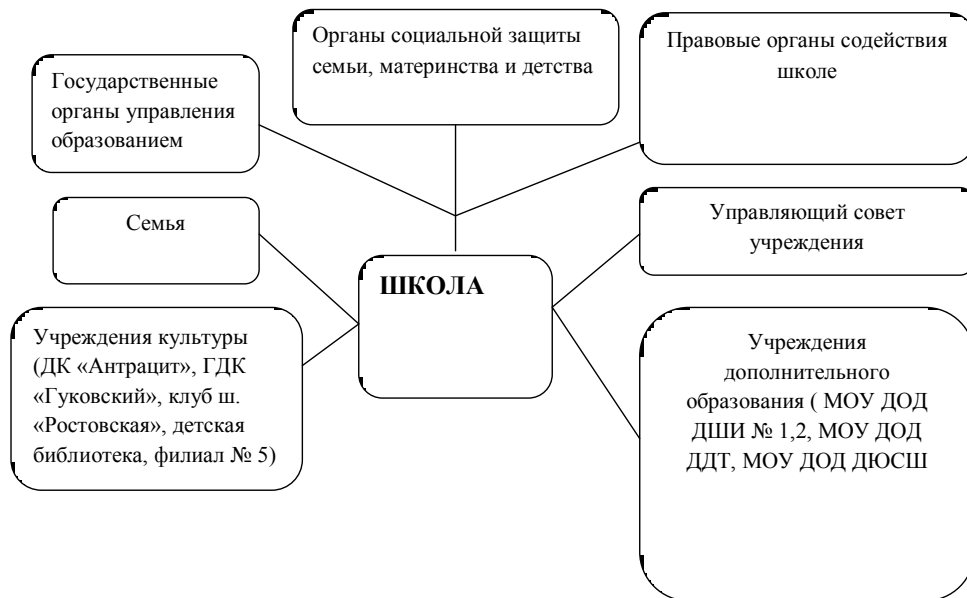 Органы социальной защиты
семьи, материнства и детства
Правовые органы содействия
школе
Государственные
органы управления
образованием
Семья
Управляющий совет
учреждения
ШКОЛА
Учреждения культуры
(ДК «Антрацит», ГДК
«Гуковский», клуб ш.
«Ростовская», детская
библиотека, филиал № 5)
Учреждения
дополнительного
образования ( МОУ ДОД
ДШИ № 1,2, МОУ ДОД
ДДТ, МОУ ДОД ДЮСШ